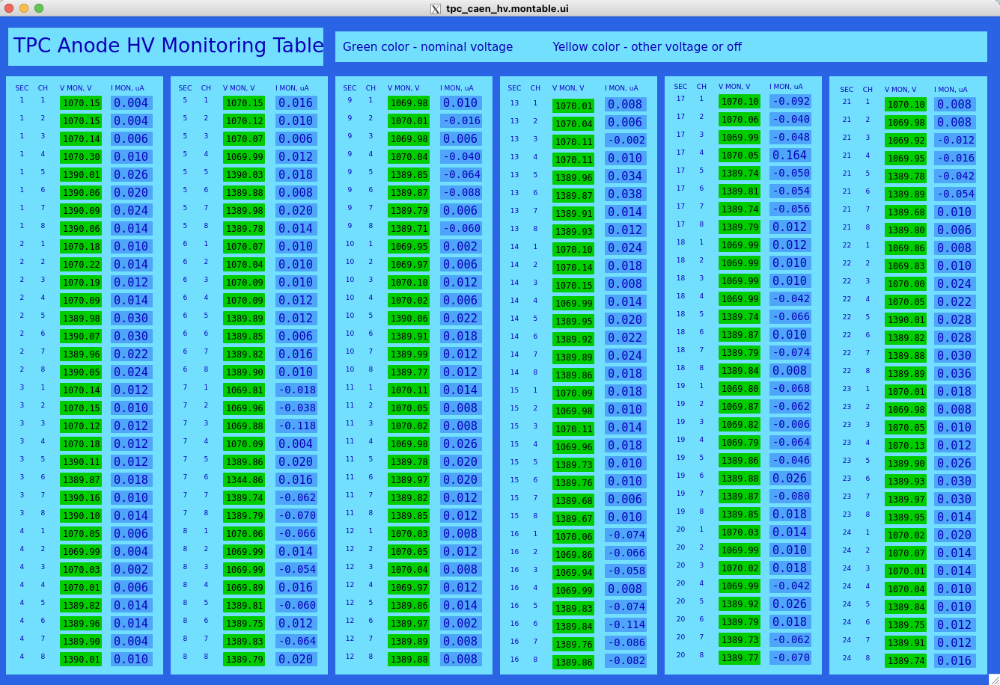 tpc_caen_hv.montable.ui
TPC Anode HV Monitoring Table
Green color - nominal voltage Yellow color - other voltage or off
SEC CH V MON, V I MON, uA
1 1 1070.15 0.004
1 2 1070.15 0.004
1 3 1070.14 0.006
1 4 1070.30 0.010
1 5 1390.01 0.026
1 6 1390.06 0.020
1 7 1390.09 0.024
1 8 1390.06 0.014
2 1 1070.18 0.010
2 2 1070.22 0.014
2 3 1070.19 0.012
2 4 1070.09 0.014
2 5 1389.98 0.030
2 6 1390.07 0.030
2 7 1389.96 0.022
2 8 1390.05 0.024
3 1 1070.14 0.012
3 2 1070.15 0.010
3 3 1070.12 0.012
3 4 1070.18 0.012
3 5 1390.11 0.012
3 6 1389.87 0.018
3 7 1390.16 0.010
3 8 1390.10 0.014
4 1 1070.05 0.006
4 2 1069.99 0.004
4 3 1070.03 0.002
4 4 1070.01 0.006
4 5 1389.82 0.014
4 6 1389.96 0.014
4 7 1389.90 0.004
4 8 1390.01 0.010
SEC CH V MON, V I MON, uA
5 1 1070.15 0.016
5 2 1070.12 0.010
5 3 1070.07 0.006
5 4 1069.99 0.012
5 5 1390.03 0.018
5 6 1389.88 0.008
5 7 1389.98 0.020
5 8 1389.78 0.014
6 1 1070.07 0.010
6 2 1070.04 0.010
6 3 1070.09 0.010
6 4 1070.09 0.012
6 5 1389.89 0.012
6 6 1389.85 0.006
6 7 1389.82 0.016
6 8 1389.90 0.010
7 1 1069.81 -0.018
7 2 1069.96 -0.038
7 3 1069.88 -0.118
7 4 1070.09 0.004
7 5 1389.86 0.020
7 6 1344.86 0.016
7 7 1389.74 -0.062
7 8 1389.79 -0.070
8 1 1070.06 -0.066
8 2 1069.99 0.014
8 3 1069.99 -0.054
8 4 1069.89 0.016
8 5 1389.81 -0.060
8 6 1389.75 0.012
8 7 1389.83 -0.064
8 8 1389.79 0.020
SEC CH V MON, V I MON, uA
9 1 1069.98 0.010
9 2 1070.01 -0.016
9 3 1069.98 0.006
9 4 1070.04 -0.040
9 5 1389.85 -0.064
9 6 1389.87 -0.088
9 7 1389.79 0.006
9 8 1389.71 -0.060
10 1 1069.95 0.002
10 2 1069.97 0.006
10 3 1070.10 0.012
10 4 1070.02 0.006
10 5 1390.06 0.022
10 6 1389.91 0.018
10 7 1389.99 0.012
10 8 1389.77 0.012
11 1 1070.11 0.014
11 2 1070.05 0.008
11 3 1070.02 0.008
11 4 1069.98 0.026
11 5 1389.78 0.020
11 6 1389.97 0.020
11 7 1389.82 0.012
11 8 1389.85 0.012
12 1 1070.03 0.008
12 2 1070.05 0.012
12 3 1070.04 0.008
12 4 1069.97 0.012
12 5 1389.86 0.014
12 6 1389.97 0.002
12 7 1389.89 0.008
12 8 1389.88 0.008
SEC CH V MON, V I MON, uA
13 1 1070.01 0.008
13 2 1070.04 0.006
13 3 1070.11 -0.002
13 4 1070.11 0.010
13 5 1389.96 0.034
13 6 1389.87 0.038
13 7 1389.91 0.014
13 8 1389.93 0.012
14 1 1070.10 0.024
14 2 1070.14 0.018
14 3 1070.15 0.008
14 4 1069.99 0.014
14 5 1389.95 0.020
14 6 1389.92 0.022
14 7 1389.89 0.024
14 8 1389.86 0.018
15 1 1070.09 0.018
15 2 1069.98 0.010
15 3 1070.11 0.014
15 4 1069.96 0.018
15 5 1389.73 0.010
15 6 1389.76 0.010
15 7 1389.68 0.006
15 8 1389.67 0.010
16 1 1070.06 -0.074
16 2 1069.86 -0.066
16 3 1069.94 -0.058
16 4 1069.99 0.008
16 5 1389.83 -0.074
16 6 1389.84 -0.114
16 7 1389.76 -0.086
16 8 1389.86 -0.082
SEC CH V MON, V I MON, uA
17 1 1070.10 -0.092
17 2 1070.06 -0.040
17 3 1069.99 -0.048
17 4 1070.05 0.164
17 5 1389.74 -0.050
17 6 1389.81 -0.054
17 7 1389.74 -0.056
17 8 1389.79 0.012
18 1 1069.99 0.012
18 2 1069.99 0.010
18 3 1069.99 0.010
18 4 1069.99 -0.042
18 5 1389.74 -0.066
18 6 1389.87 0.010
18 7 1389.79 -0.074
18 8 1389.84 0.008
19 1 1069.80 -0.068
19 2 1069.87 -0.062
19 3 1069.82 -0.006
19 4 1069.79 -0.064
19 5 1389.86 -0.046
19 6 1389.88 0.026
19 7 1389.87 -0.080
19 8 1389.85 0.018
20 1 1070.03 0.014
20 2 1069.99 0.010
20 3 1070.02 0.018
20 4 1069.99 -0.042
20 5 1389.92 0.026
20 6 1389.79 0.018
20 7 1389.73 -0.062
20 8 1389.77 -0.070
SEC CH V MON, V I MON, uA
21 1 1070.10 0.008
21 2 1069.98 0.008
21 3 1069.92 -0.012
21 4 1069.95 -0.016
21 5 1389.78 -0.042
21 6 1389.89 -0.054
21 7 1389.68 0.010
21 8 1389.80 0.006
22 1 1069.86 0.008
22 2 1069.83 0.010
22 3 1070.00 0.024
22 4 1070.05 0.022
22 5 1390.01 0.028
22 6 1389.82 0.028
22 7 1389.88 0.030
22 8 1389.89 0.036
23 1 1070.01 0.018
23 2 1069.98 0.008
23 3 1070.05 0.010
23 4 1070.13 0.012
23 5 1389.90 0.026
23 6 1389.93 0.030
23 7 1389.97 0.030
23 8 1389.95 0.014
24 1 1070.02 0.020
24 2 1070.07 0.014
24 3 1070.01 0.014
24 4 1070.04 0.010
24 5 1389.84 0.010
24 6 1389.75 0.012
24 7 1389.91 0.012
24 8 1389.74 0.016